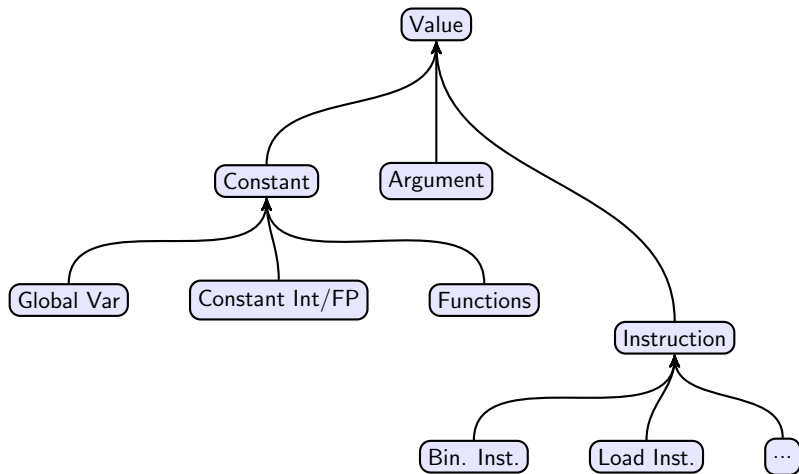 Value
Constant
Argument
Global Var
Constant Int/FP
Functions
Instruction
Bin. Inst.
Load Inst.
...